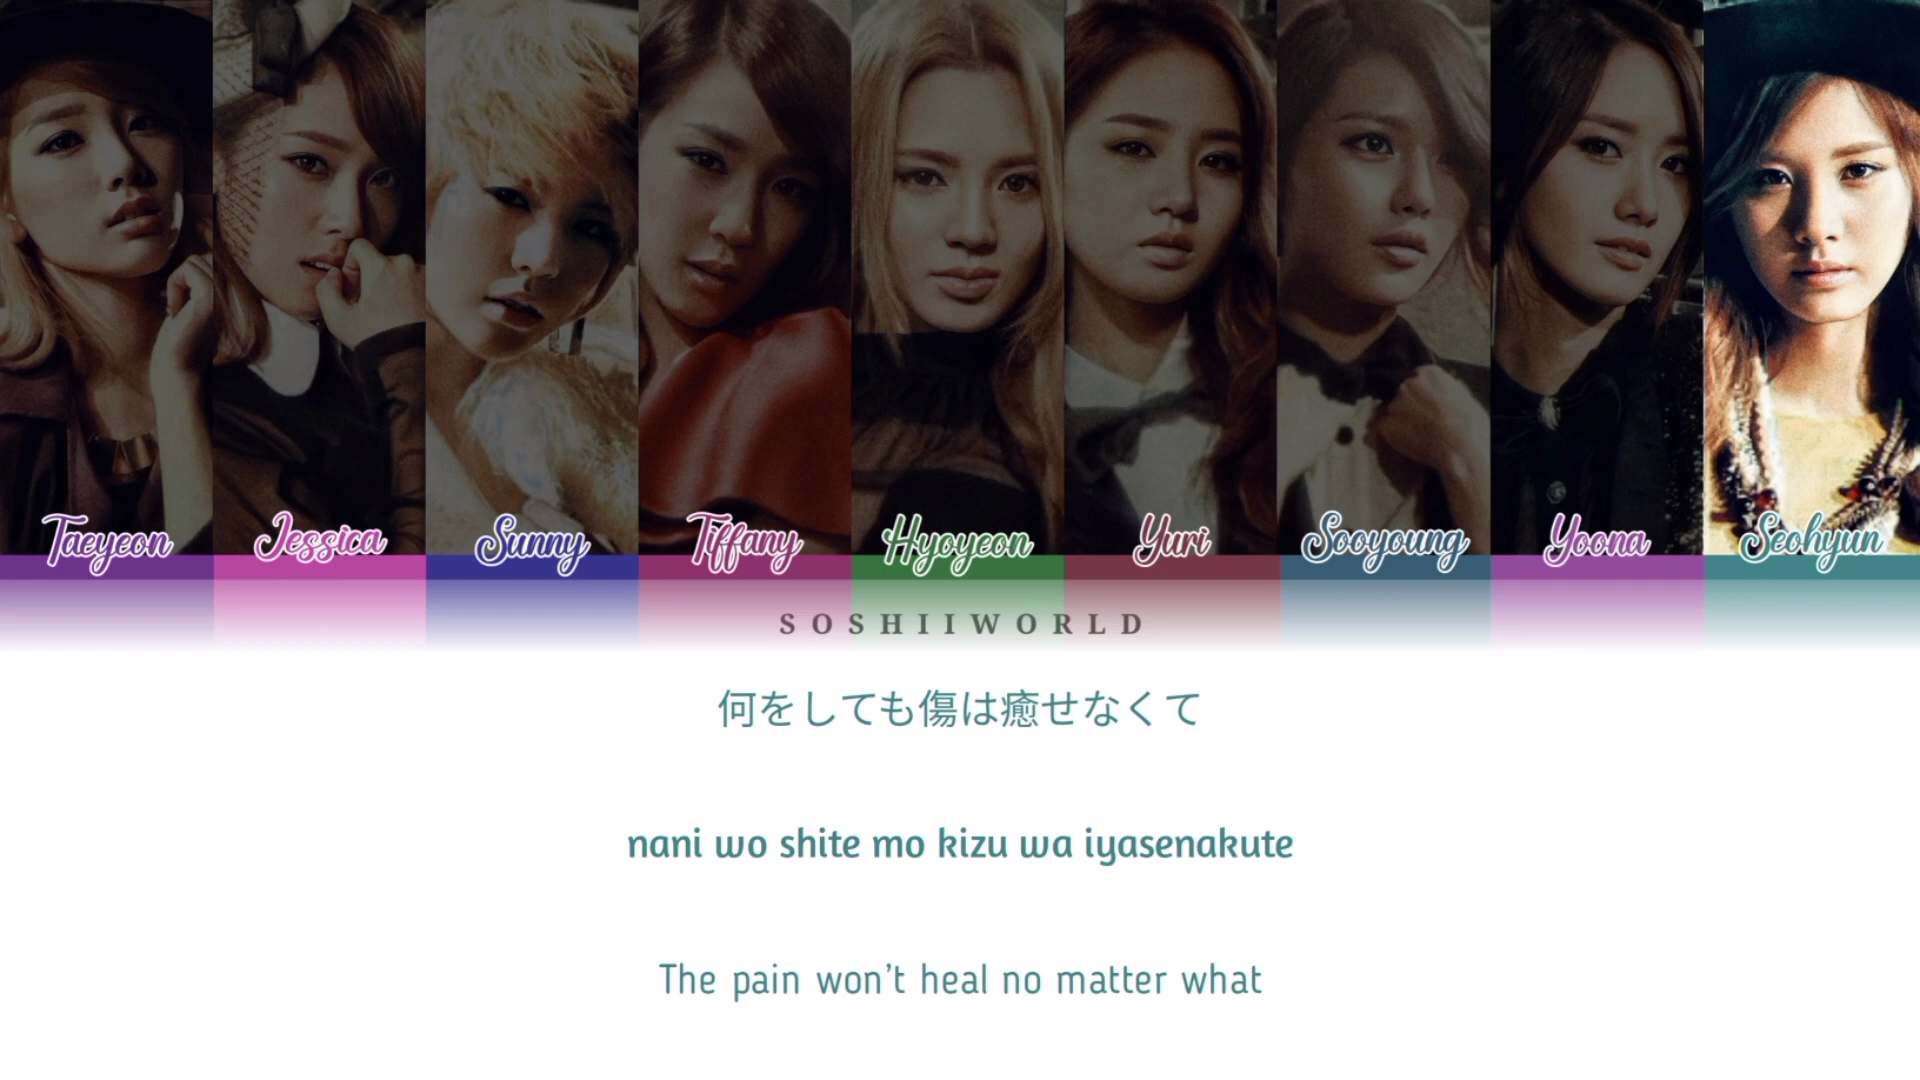 Taeyeon Jessica Sunny Tiffany Hyoyeon Yuri Sooyoung Yoona Seohyun
SOSHIIWORLD
何をしても傷は癒せなくて
nani wo shite mo kizu wa iyasenakute
The pain won't heal no matter what